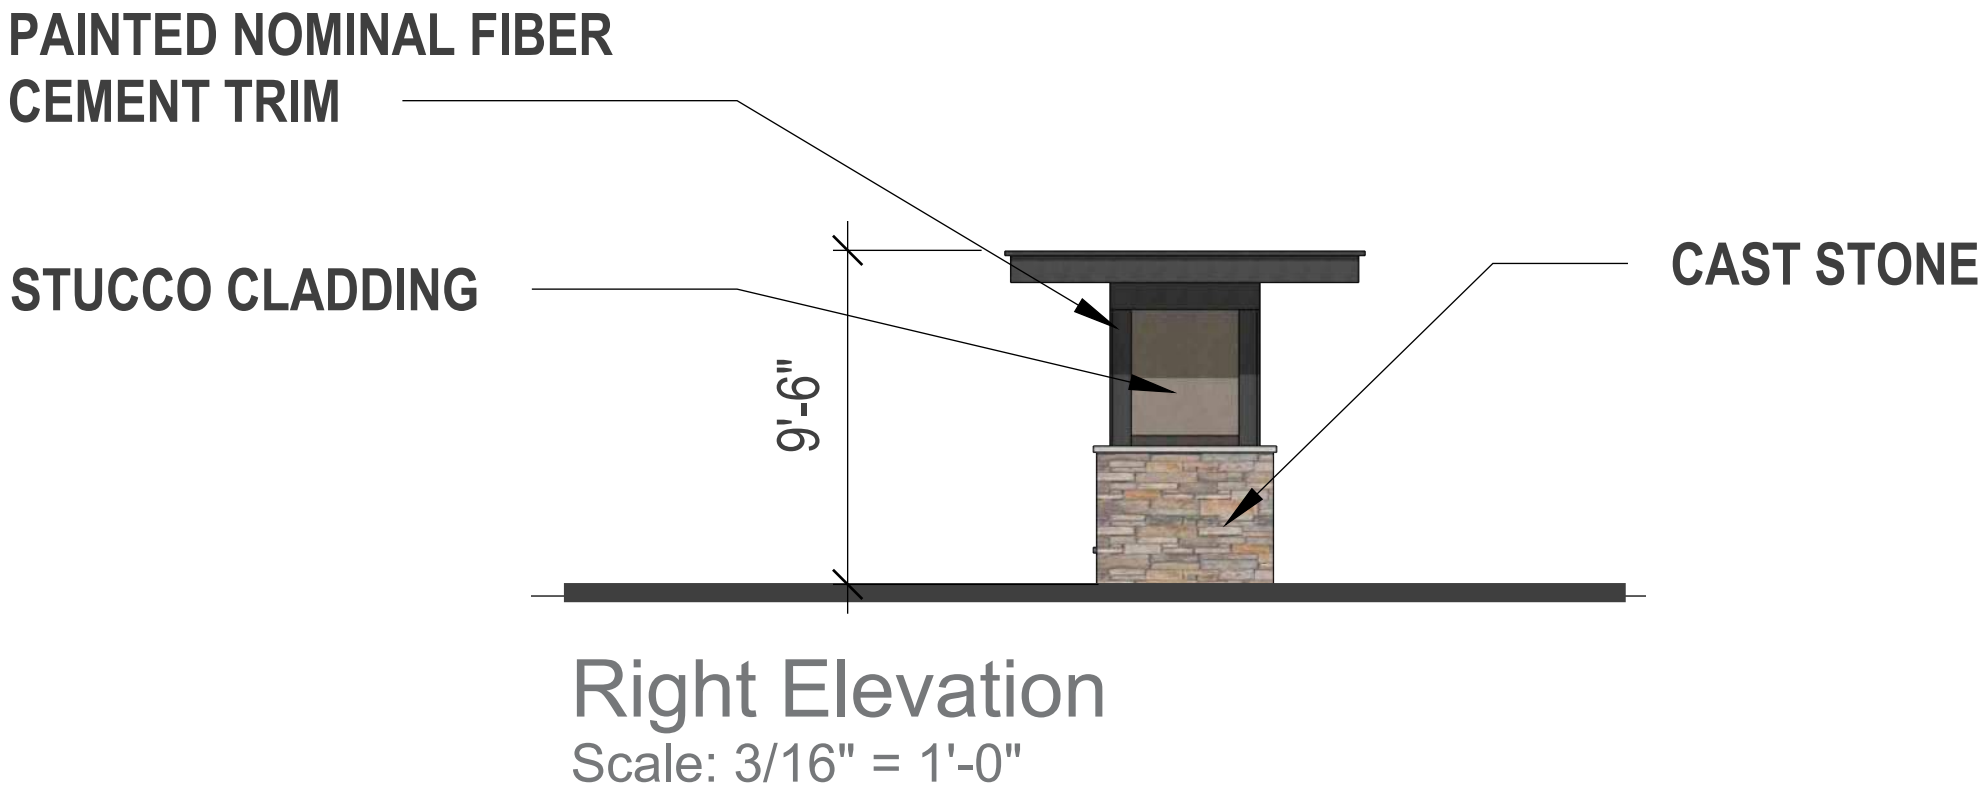 PAINTED NOMINAL FIBER
CEMENT TRIM
STUCCO CLADDING
CAST STONE
9'-6"
Right Elevation
Scale: 3/16" = 1'-0"